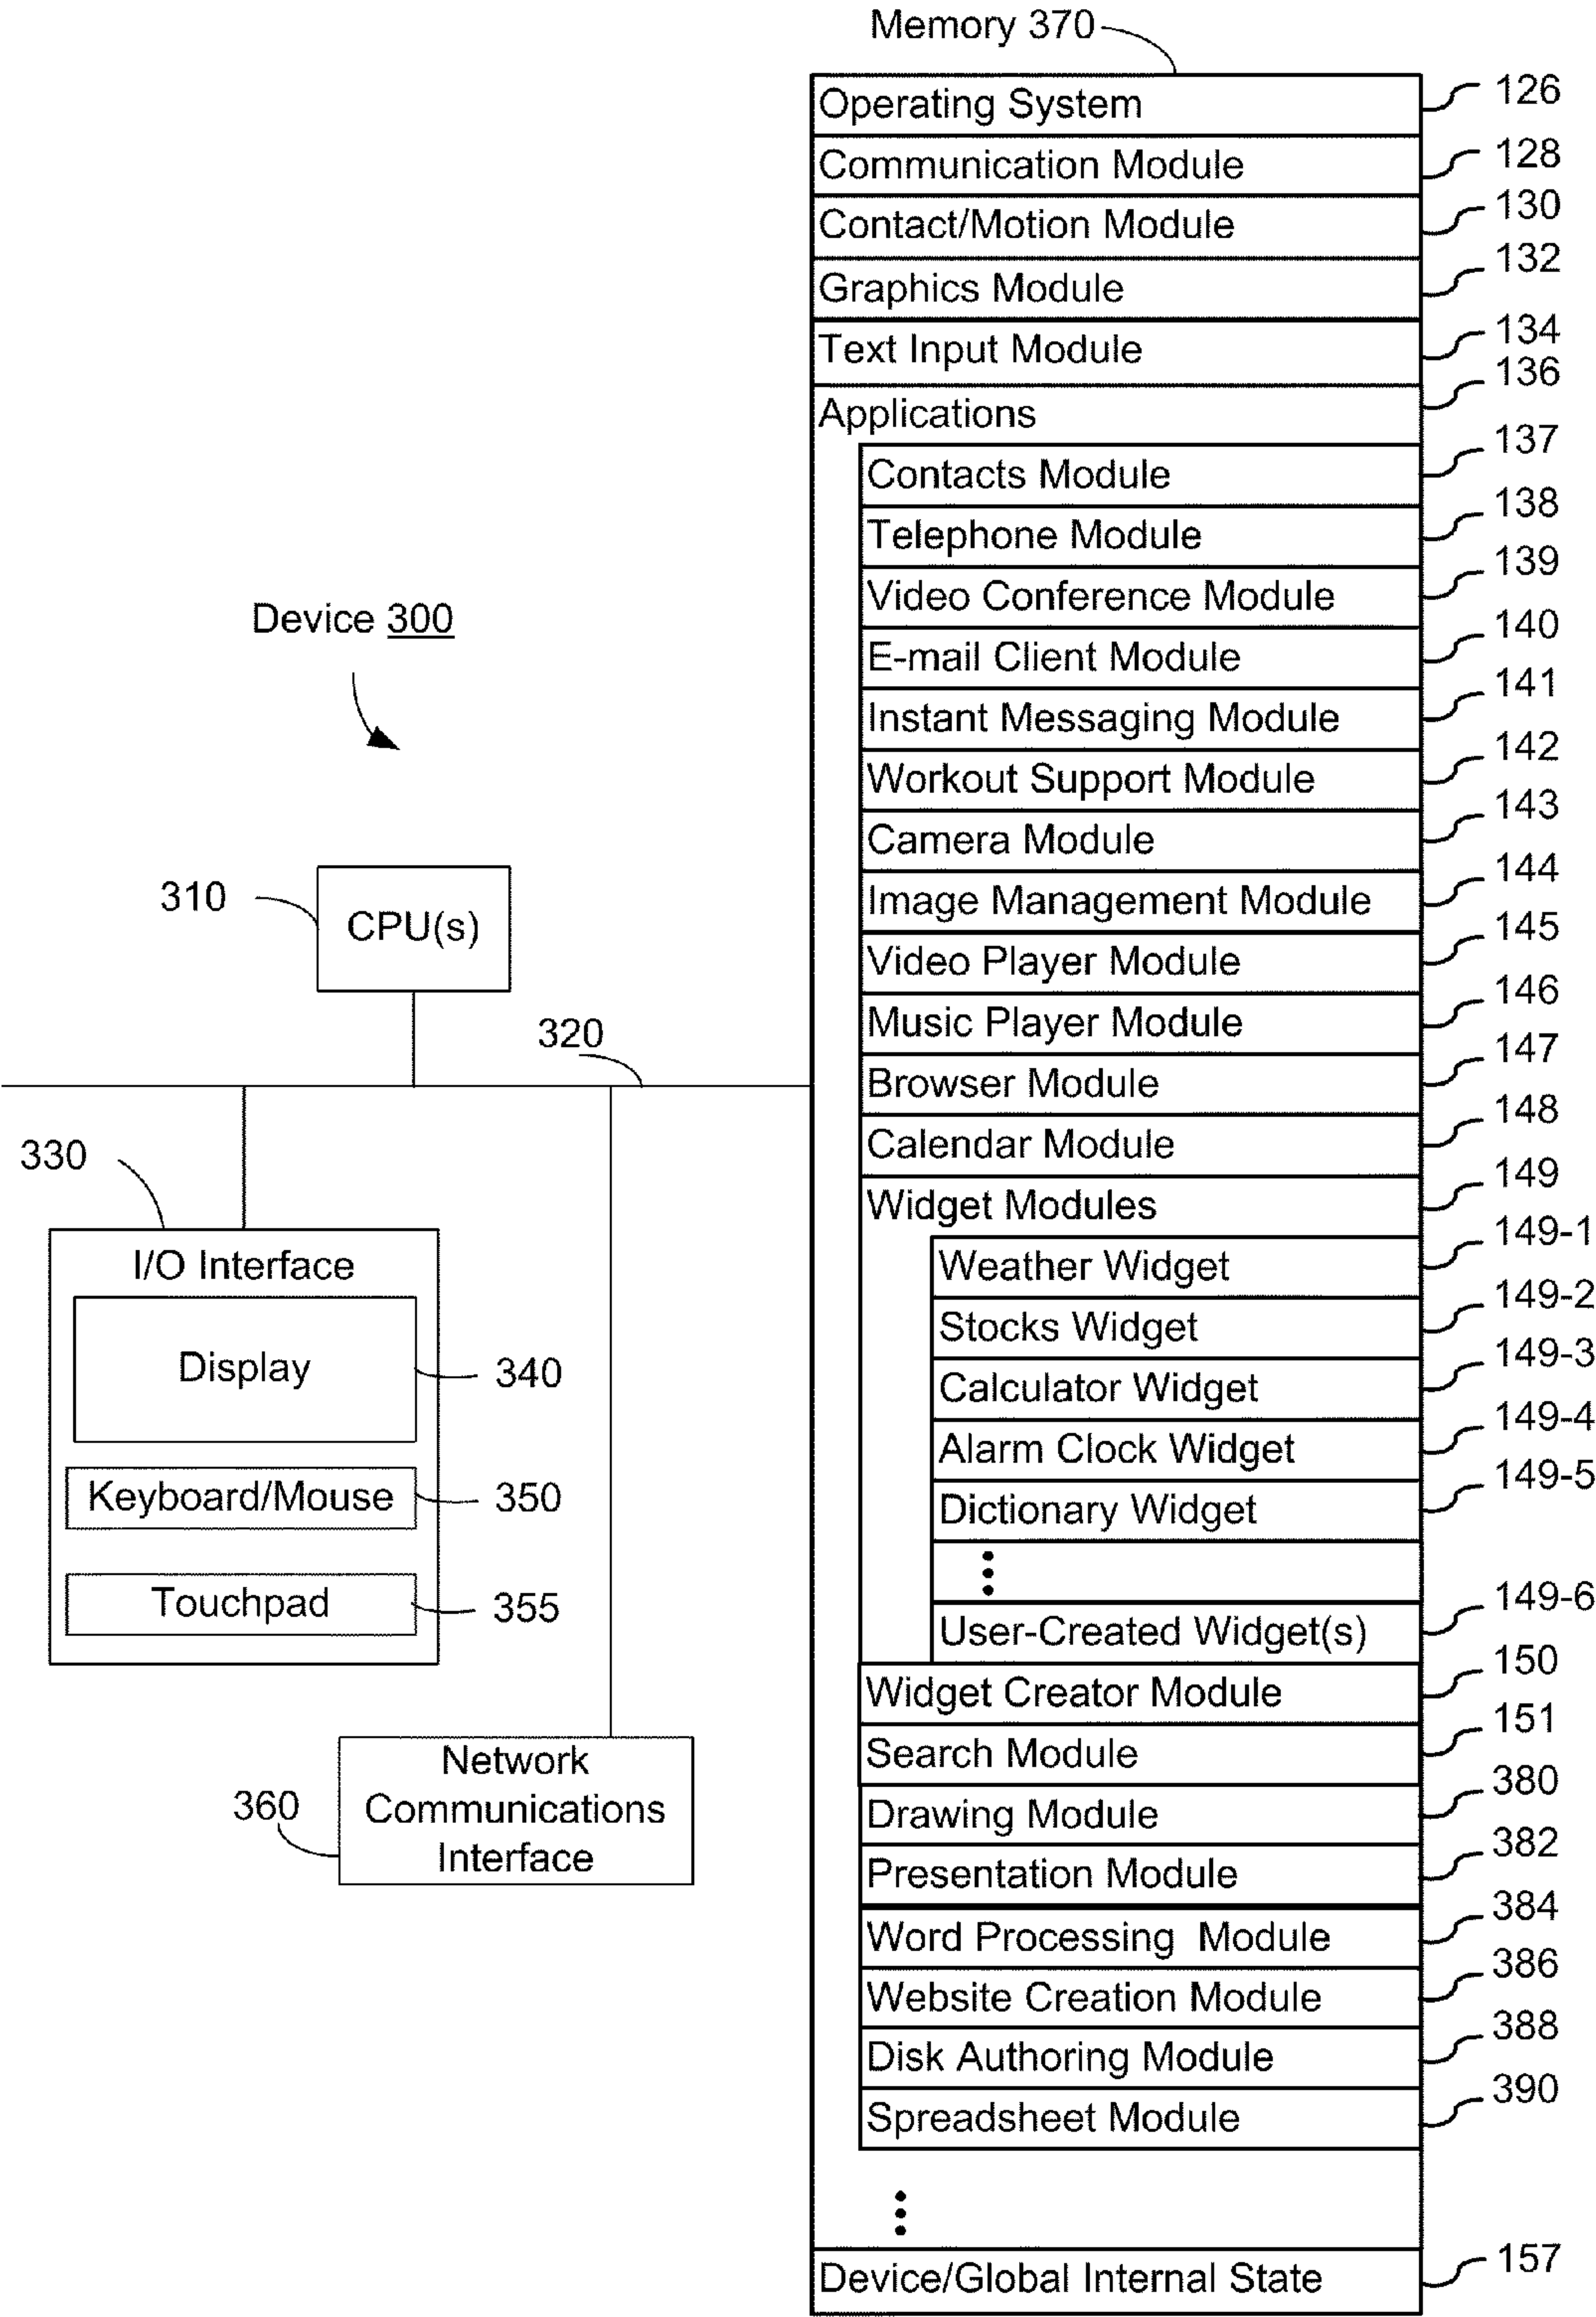 Memory 370
Operating System 126
Communication Module 128
Contact/Motion Module 130
Graphics Module 132
Text Input Module 134
Applications 136
Contacts Module 137
Telephone Module 138
Video Conference Module 139
E-mail Client Module 140
Instant Messaging Module 141
Workout Support Module 142
Camera Module 143
Image Management Module 144
Video Player Module 145
Music Player Module 146
Browser Module 147
Calendar Module 148
Widget Modules 149
Weather Widget 149-1
Stocks Widget 149-2
Calculator Widget 149-3
Alarm Clock Widget 149-4
Dictionary Widget 149-5
User-Created Widget(s) 149-6
Widget Creator Module 150
Search Module 151
Drawing Module 380
Presentation Module 382
Word Processing Module 384
Website Creation Module 386
Disk Authoring Module 388
Spreadsheet Module 390
Device/Global Internal State 157
Device 300
310
CPU(s)
320
330
I/O Interface
Display 340
Keyboard/Mouse 350
Touchpad 355
360
Network
Communications
Interface